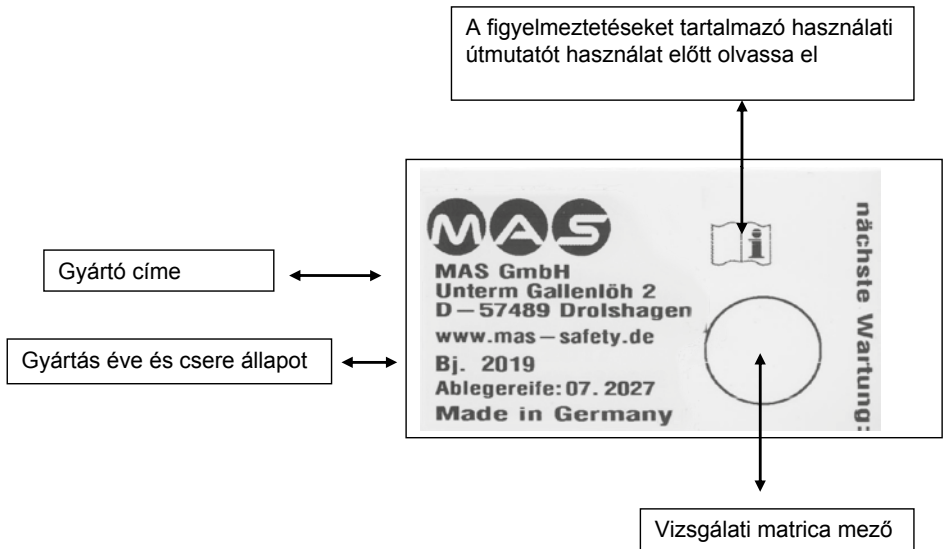 A figyelmeztetéseket tartalmazó használati
útmutatót használat előtt olvassa el
Gyártó címe
Gyártás éve és csere állapot
MAS
MAS GmbH
Unterm Gallenlöh 2
D–57489 Drolshagen
www.mas–safety.de
Bj. 2019
Ablegereife: 07. 2027
Made in Germany
i
nächste Wartung:
Vizsgálati matrica mező